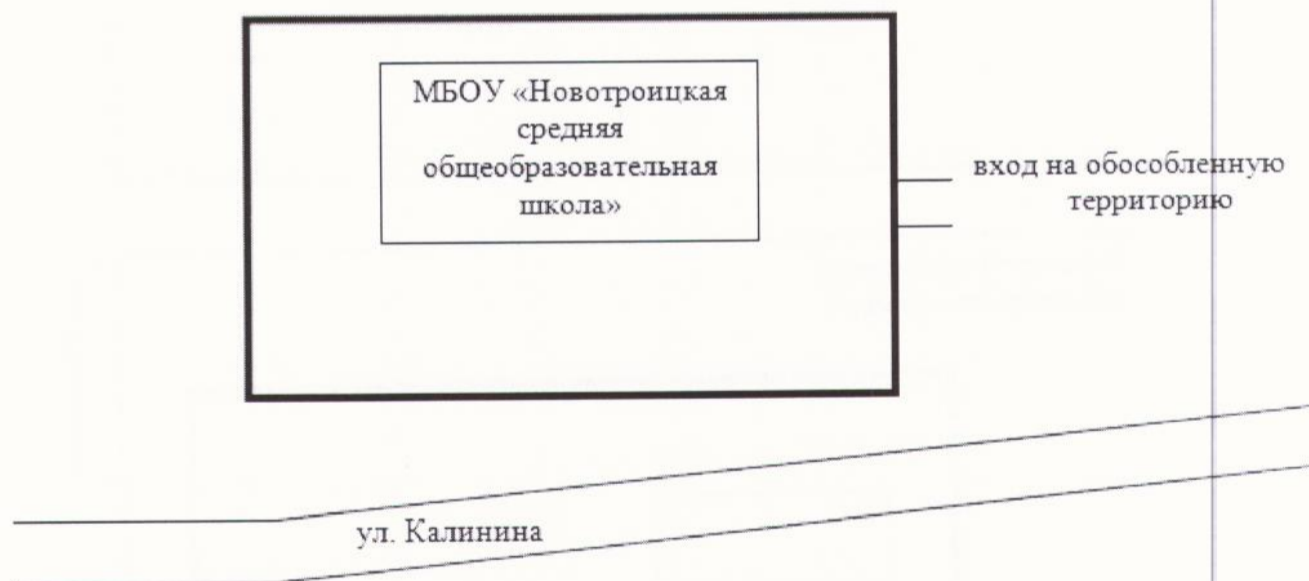 МБОУ «Новотроицкая
средняя
общеобразовательная
школа»
вход на обособленную
территорию
ул. Калинина